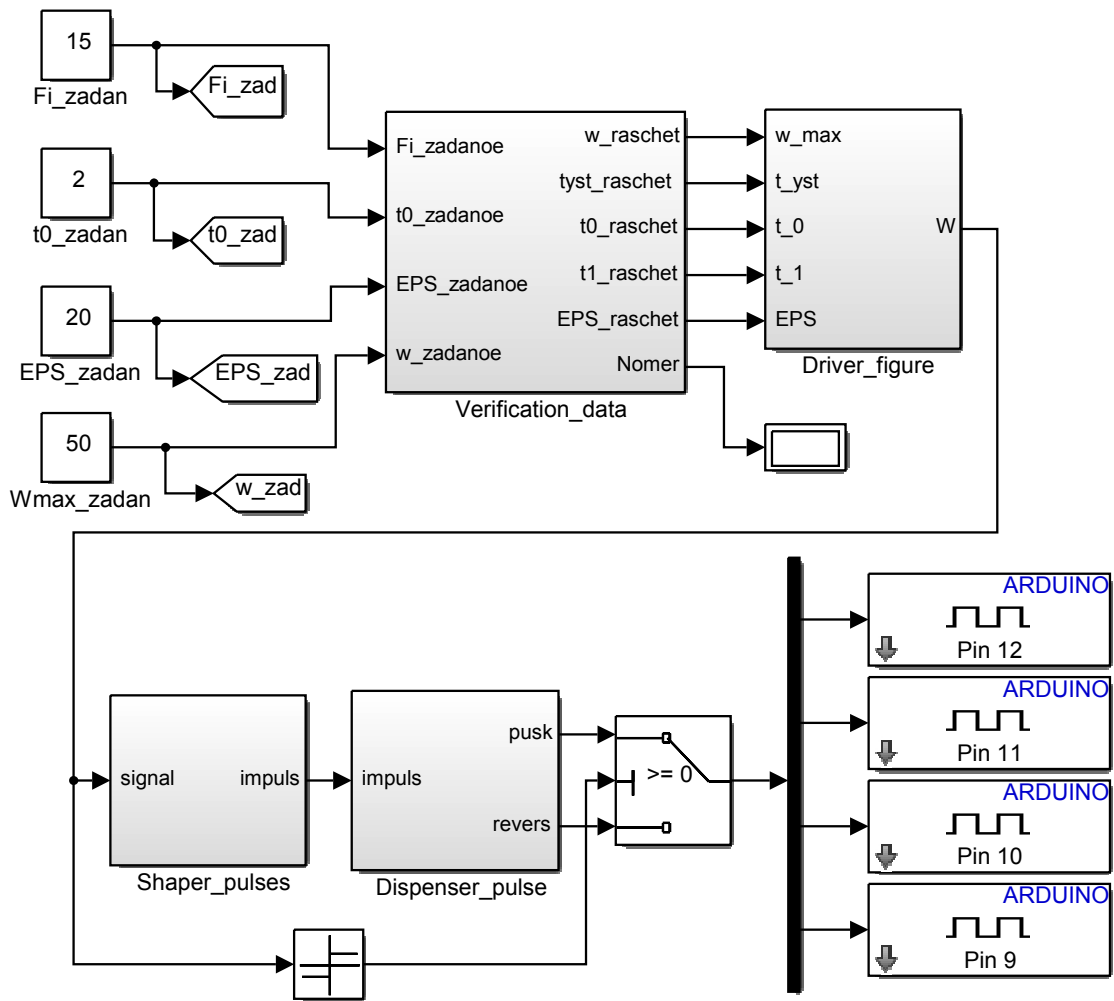 15
Fi_zadan
Fi_zad
2
t0_zadan
t0_zad
20
EPS_zadan
EPS_zad
50
Wmax_zadan
w_zad
Fi_zadanoe
t0_zadanoe
EPS_zadanoe
w_zadanoe
w_raschet
tyst_raschet
t0_raschet
t1_raschet
EPS_raschet
Nomer
Verification_data
w_max
t_yst
t_0
t_1
EPS
W
Driver_figure
signal
impuls
Shaper_pulses
impuls
pusk
revers
Dispenser_pulse
>= 0
ARDUINO
Pin 12
ARDUINO
Pin 11
ARDUINO
Pin 10
ARDUINO
Pin 9